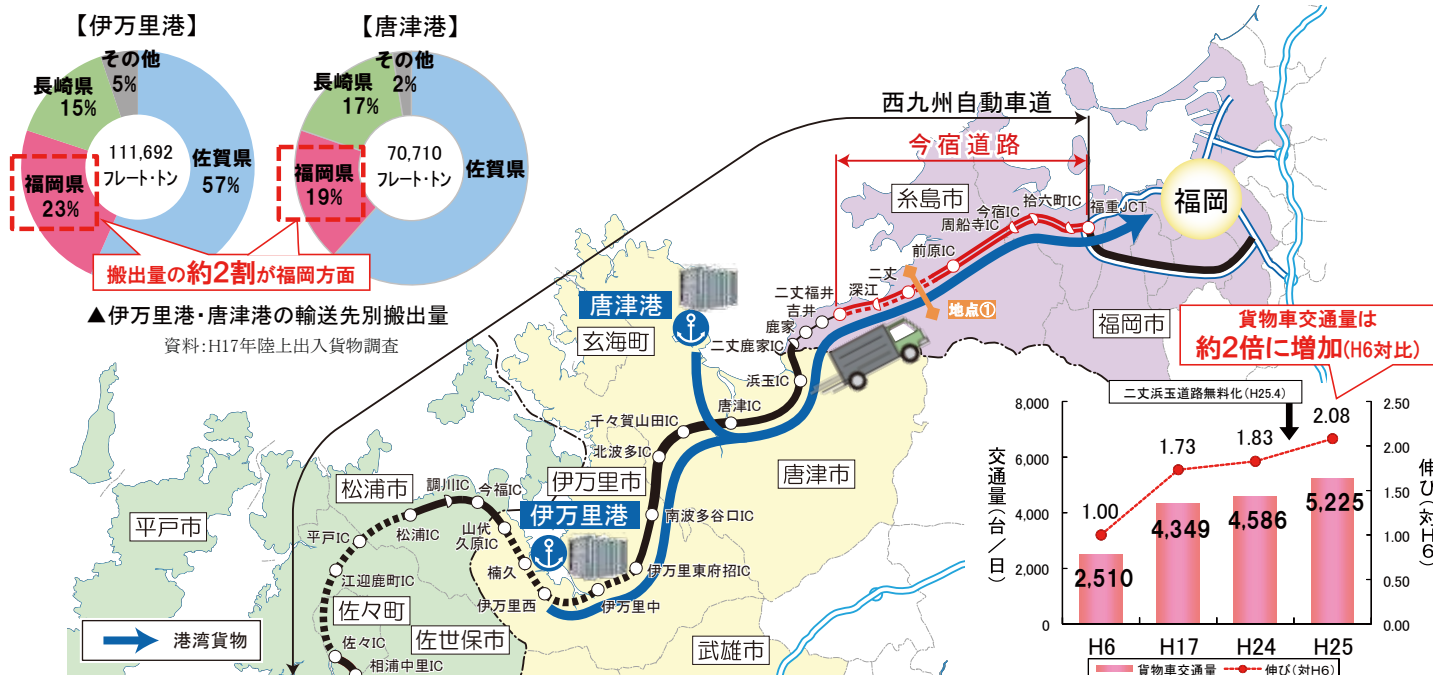 【伊万里港】
その他
5%
長崎県
15%
佐賀県
57%
福岡県
23%
111,692
フレート・トン
【唐津港】
その他
2%
長崎県
17%
佐賀県
福岡県
19%
70,710
フレート・トン
搬出量の約2割が福岡方面
▲伊万里港・唐津港の輸送先別搬出量
資料:H17年陸上出入貨物調査
西九州自動車道
今宿道路
糸島市
福岡
福岡市
拾六町IC
福重JCT
今宿IC
周船寺IC
前原IC
二丈
深江
二丈福井
吉井
鹿家
二丈鹿家IC
地点①
唐津港
玄海町
浜玉IC
唐津IC
千々賀山田IC
北波多IC
唐津市
伊万里市
伊万里港
南波多谷口IC
伊万里東府招IC
伊万里中
伊万里西
楠久
山代
久原IC
今福IC
調川IC
松浦市
松浦IC
平戸市
平戸IC
江迎鹿町IC
佐々町
佐々IC
佐世保市
相浦中里IC
武雄市
港湾貨物
貨物車交通量は
約2倍に増加(H6対比)
二丈浜玉道路無料化(H25.4)
交通量(台/日)
8,000
6,000
4,000
2,000
0
伸び(対H6)
2.50
2.00
1.50
1.00
0.50
0.00
1.00
1.73
1.83
2.08
2,510
4,349
4,586
5,225
H6
H17
H24
H25
貨物車交通量
伸び(対H6)